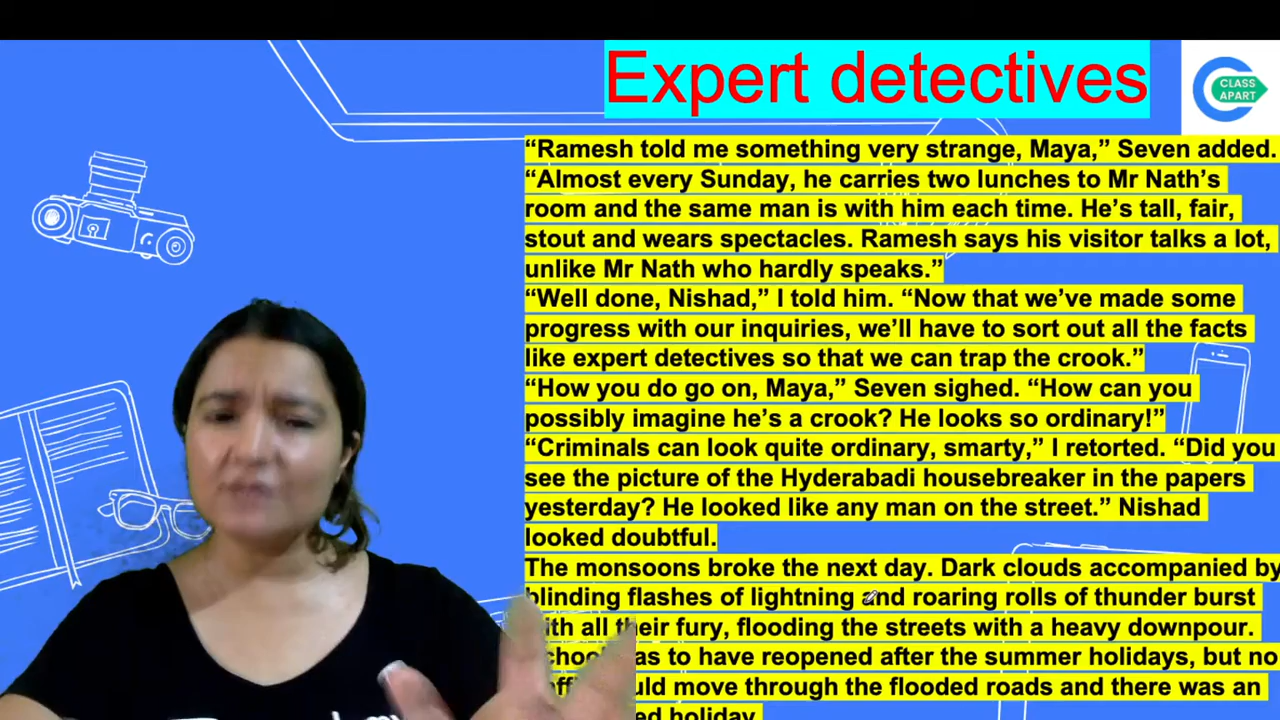 Expert detectives
CLASS
APART
“Ramesh told me something very strange, Maya,” Seven added.
“Almost every Sunday, he carries two lunches to Mr Nath’s
room and the same man is with him each time. He’s tall, fair,
stout and wears spectacles. Ramesh says his visitor talks a lot,
unlike Mr Nath who hardly speaks.”
“Well done, Nishad,” I told him. “Now that we’ve made some
progress with our inquiries, we’ll have to sort out all the facts
like expert detectives so that we can trap the crook.”
“How you do go on, Maya,” Seven sighed. “How can you
possibly imagine he’s a crook? He looks so ordinary!”
“Criminals can look quite ordinary, smarty,” I retorted. “Did you
see the picture of the Hyderabadi housebreaker in the papers
yesterday? He looked like any man on the street.” Nishad
looked doubtful.
The monsoons broke the next day. Dark clouds accompanied by
blinding flashes of lightning and roaring rolls of thunder burst
all their fury, flooding the streets with a heavy downpour.
to have reopened after the summer holidays, but no
move through the flooded roads and there was an
holiday